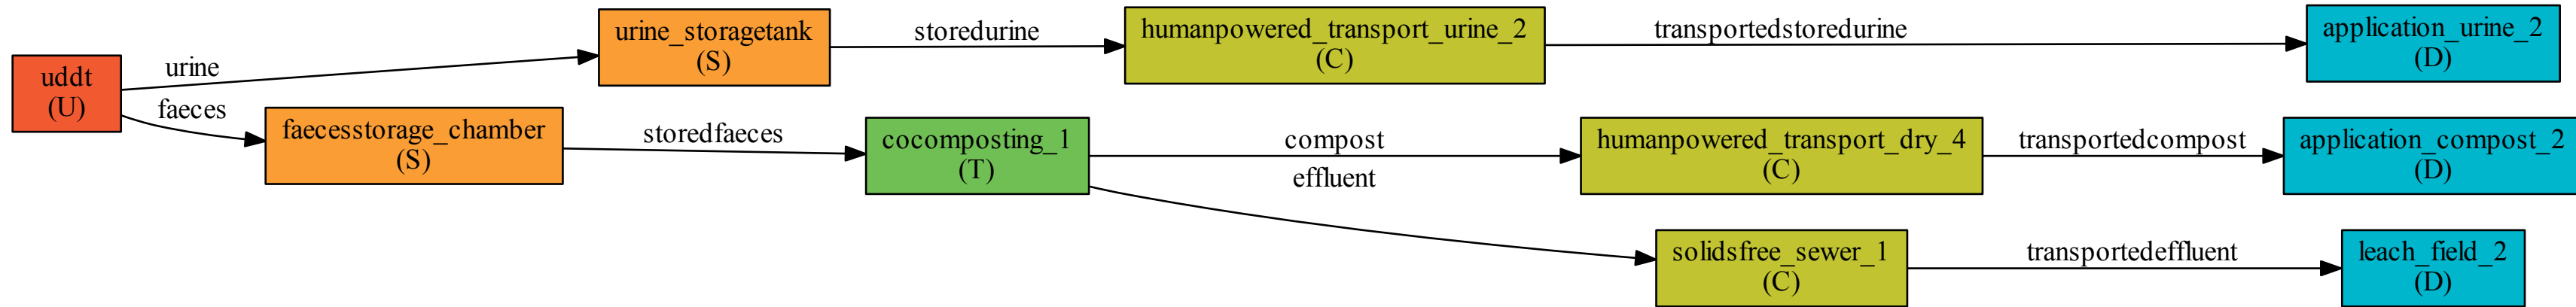 uddt
(U)
urine
faeces
urine_storagetank
(S)
storedurine
humanpowered_transport_urine_2
(C)
transportedstoredurine
application_urine_2
(D)
faecesstorage_chamber
(S)
storedfaeces
cocomposting_1
(T)
compost
effluent
humanpowered_transport_dry_4
(C)
transportedcompost
application_compost_2
(D)
solidsfree_sewer_1
(C)
transportedeffluent
leach_field_2
(D)